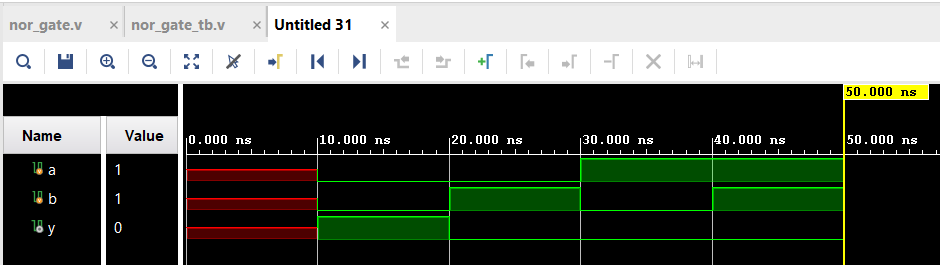 nor_gate.v × nor_gate_tb.v × Untitled 31 ×
50.000 ns
Name Value 0.000 ns 10.000 ns 20.000 ns 30.000 ns 40.000 ns 50.000 ns
a 1
b 1
y 0